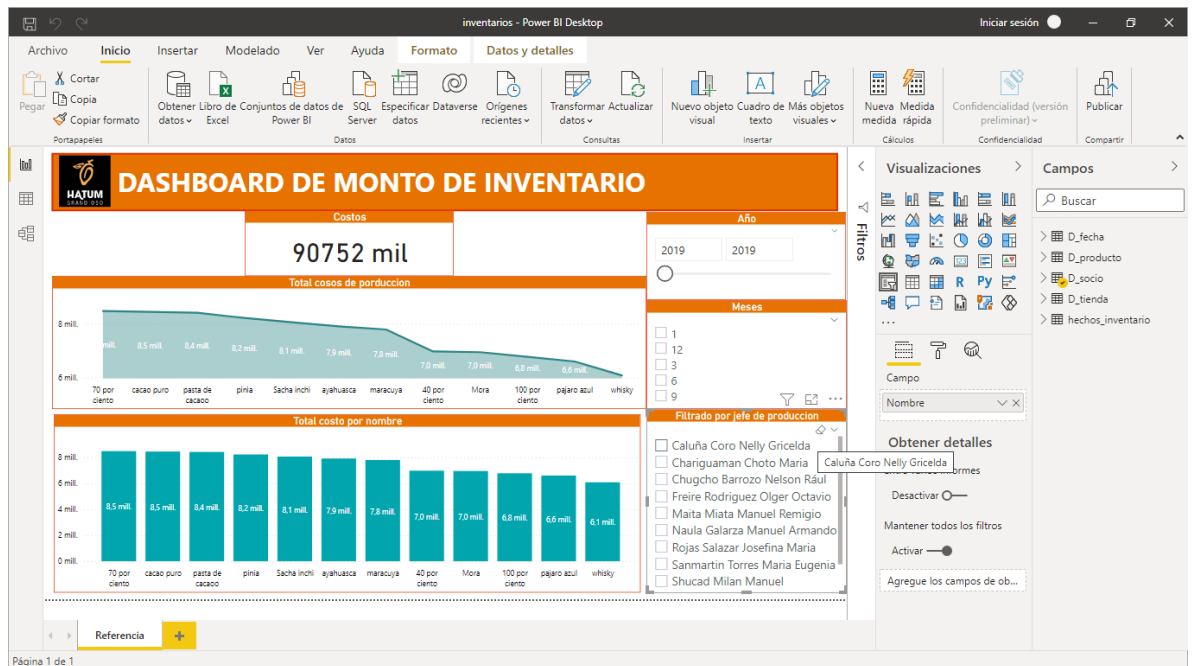 inventarios - Power BI Desktop
Iniciar sesión
Archivo
Inicio
Insertar
Modelado
Ver
Ayuda
Formato
Datos y detalles
Pegar
Cortar
Copia
Copiar formato
Portapapeles
Obtener datos
Libro de Excel
Conjuntos de datos de Power BI
SQL Server
Especificar datos
Dataverse
Orígenes recientes
Datos
Transformar datos
Actualizar
Consultas
Nuevo objeto visual
Cuadro de texto
Más objetos visuales
Insertar
Nueva medida
Medida rápida
Cálculos
Confidencialidad (versión preliminar)
Confidencialidad
Publicar
Compartir
HATUM
GRAND OSO
DASHBOARD DE MONTO DE INVENTARIO
Costos
90752 mil
Año
2019
2019
Total cosos de porduccion
8 mill.
6 mill.
mill.
8,5 mill.
8,4 mill.
8,2 mill.
8,1 mill.
7,9 mill.
7,8 mill.
7,0 mill.
7,0 mill.
6,8 mill.
6,6 mill.
70 por ciento
cacao puro
pasta de cacaco
pinia
Sacha inchi
ayahuasca
maracuya
40 por ciento
Mora
100 por ciento
pajaro azul
whisky
Meses
1
12
3
6
9
Total costo por nombre
8 mill.
6 mill.
4 mill.
2 mill.
0 mill.
8,5 mill.
8,5 mill.
8,4 mill.
8,2 mill.
8,1 mill.
7,9 mill.
7,8 mill.
7,0 mill.
7,0 mill.
6,8 mill.
6,6 mill.
6,1 mill.
70 por ciento
cacao puro
pasta de cacaco
pinia
Sacha inchi
ayahuasca
maracuya
40 por ciento
Mora
100 por ciento
pajaro azul
whisky
Filtrado por jefe de produccion
Caluña Coro Nelly Gricelda
Chariguaman Choto Maria
Chugcho Barrozo Nelson Rául
Freire Rodriguez Olger Octavio
Maita Miata Manuel Remigio
Naula Galarza Manuel Armando
Rojas Salazar Josefina Maria
Sanmartin Torres Maria Eugenia
Shucad Milan Manuel
Caluña Coro Nelly Gricelda
Filtros
Visualizaciones
R
Py
123
...
Campo
Nombre
Obtener detalles
informes
Desactivar
Mantener todos los filtros
Activar
Agregue los campos de ob...
Campos
Buscar
D_fecha
D_producto
D_socio
D_tienda
hechos_inventario
Referencia
Página 1 de 1